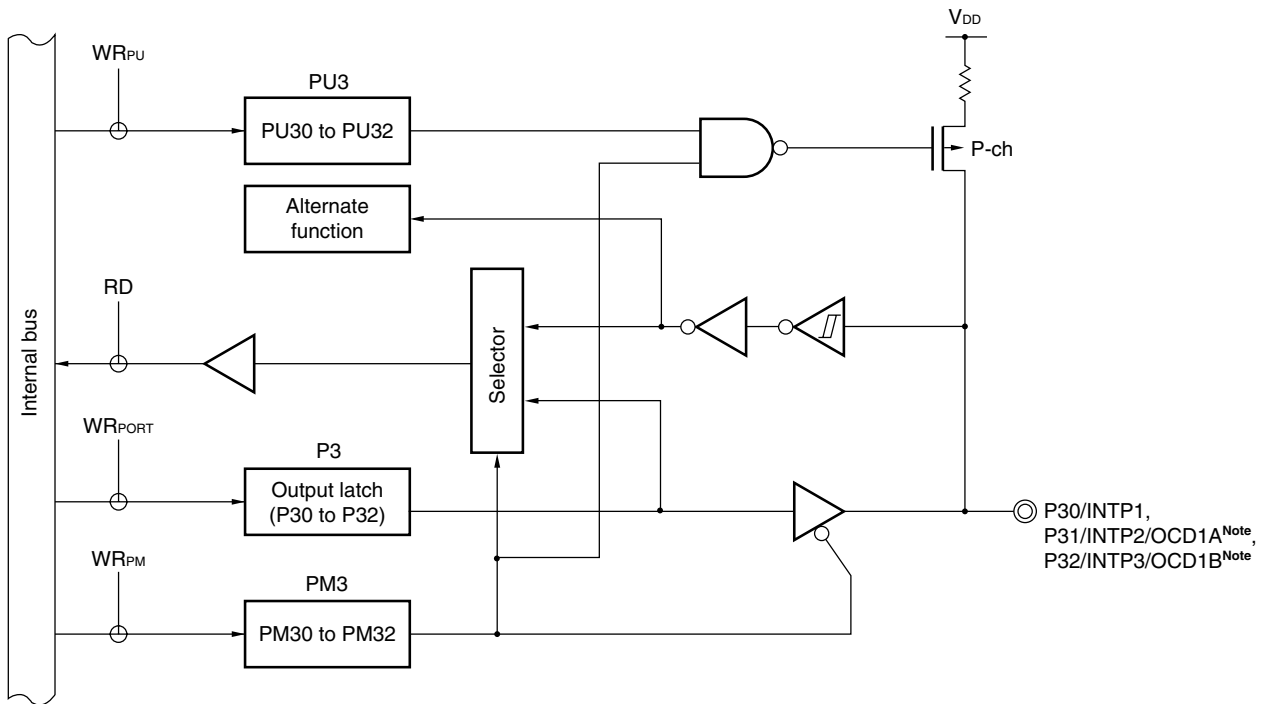 VDD
WRPU
PU3
PU30 to PU32
P-ch
Alternate
function
RD
Internal bus
Selector
WRPORT
P3
Output latch
(P30 to P32)
P30/INTP1,
P31/INTP2/OCD1ANote,
P32/INTP3/OCD1BNote
WRPM
PM3
PM30 to PM32